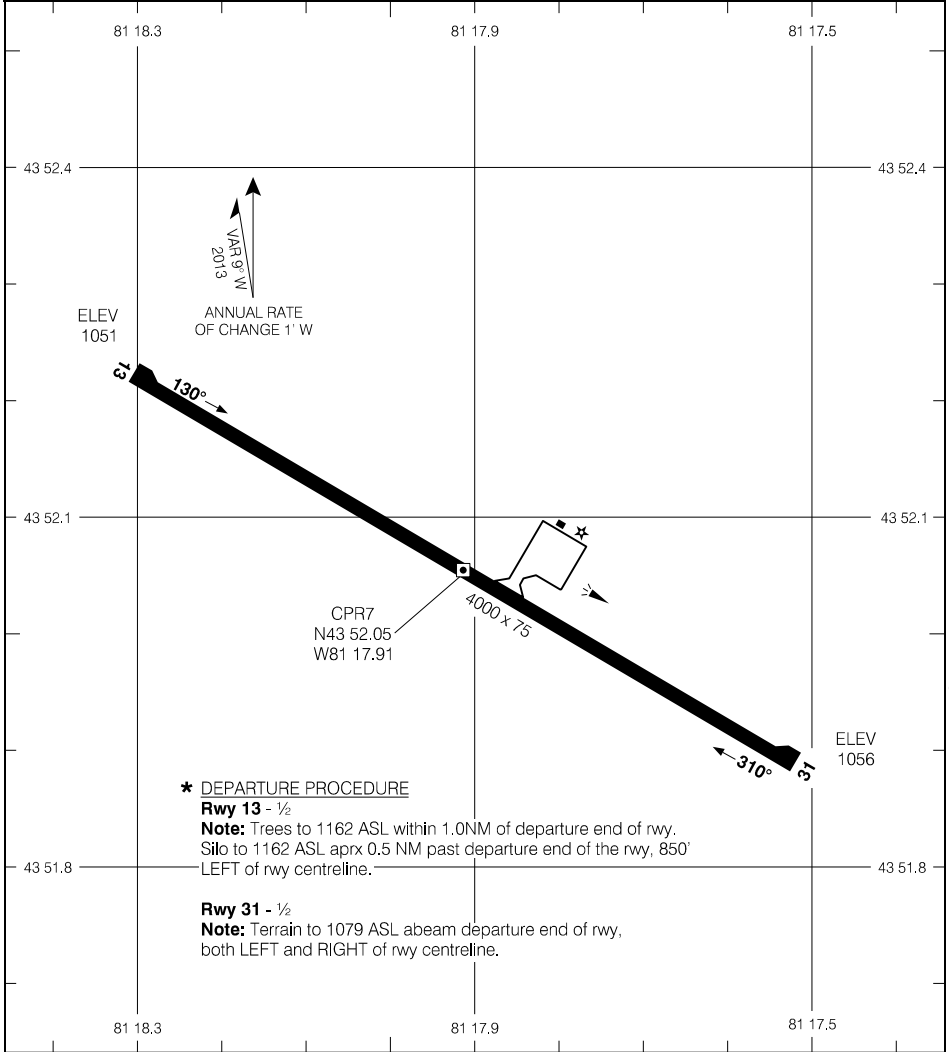 81 18.3
81 17.9
81 17.5
43 52.4
43 52.4
VAR 9° W
2013
ANNUAL RATE
OF CHANGE 1' W
ELEV
1051
13
130°
43 52.1
43 52.1
CPR7
N43 52.05
W81 17.91
4000 x 75
310°
31
ELEV
1056
* DEPARTURE PROCEDURE
Rwy 13 - ½
Note: Trees to 1162 ASL within 1.0NM of departure end of rwy.
Silo to 1162 ASL aprx 0.5 NM past departure end of the rwy, 850'
LEFT of rwy centreline.
43 51.8
43 51.8
Rwy 31 - ½
Note: Terrain to 1079 ASL abeam departure end of rwy,
both LEFT and RIGHT of rwy centreline.
81 18.3
81 17.9
81 17.5